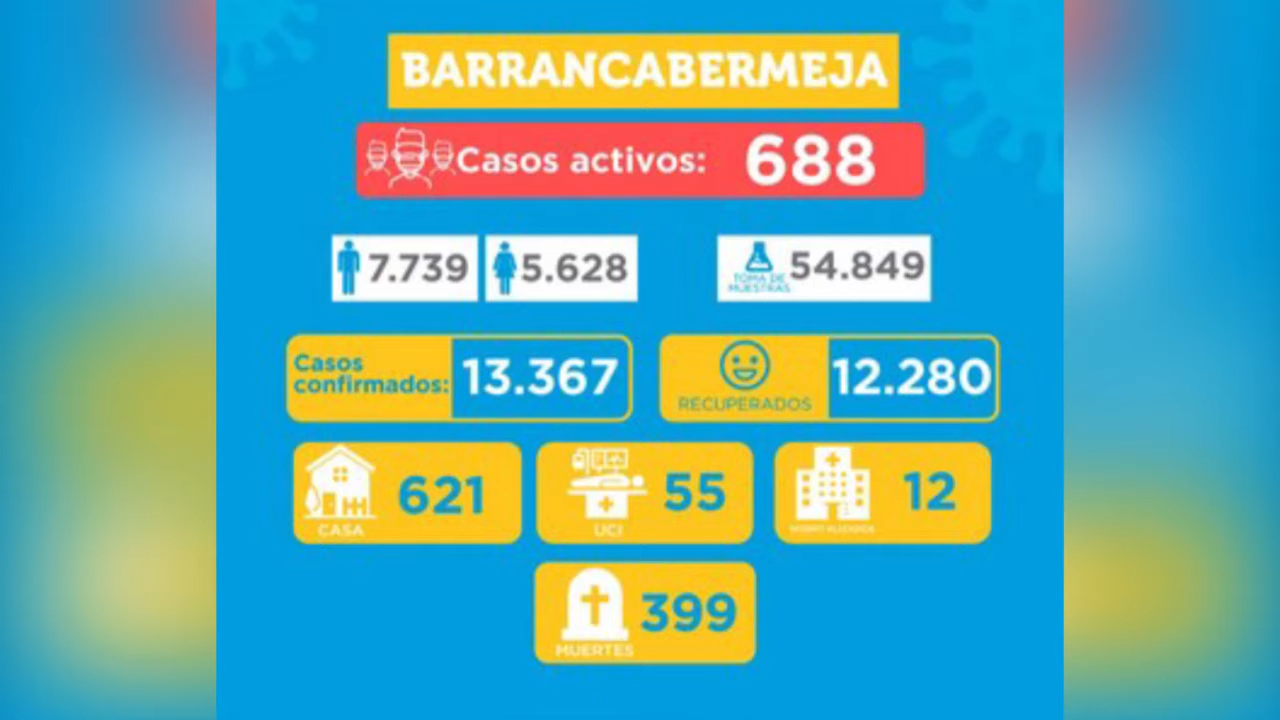 BARRANCABERMEJA
Casos activos: 688
7.739 5.628
TOMA DE
MUESTRAS 54.849
Casos
confirmados: 13.367
RECUPERADOS 12.280
CASA 621
UCI 55
12
MUERTES 399